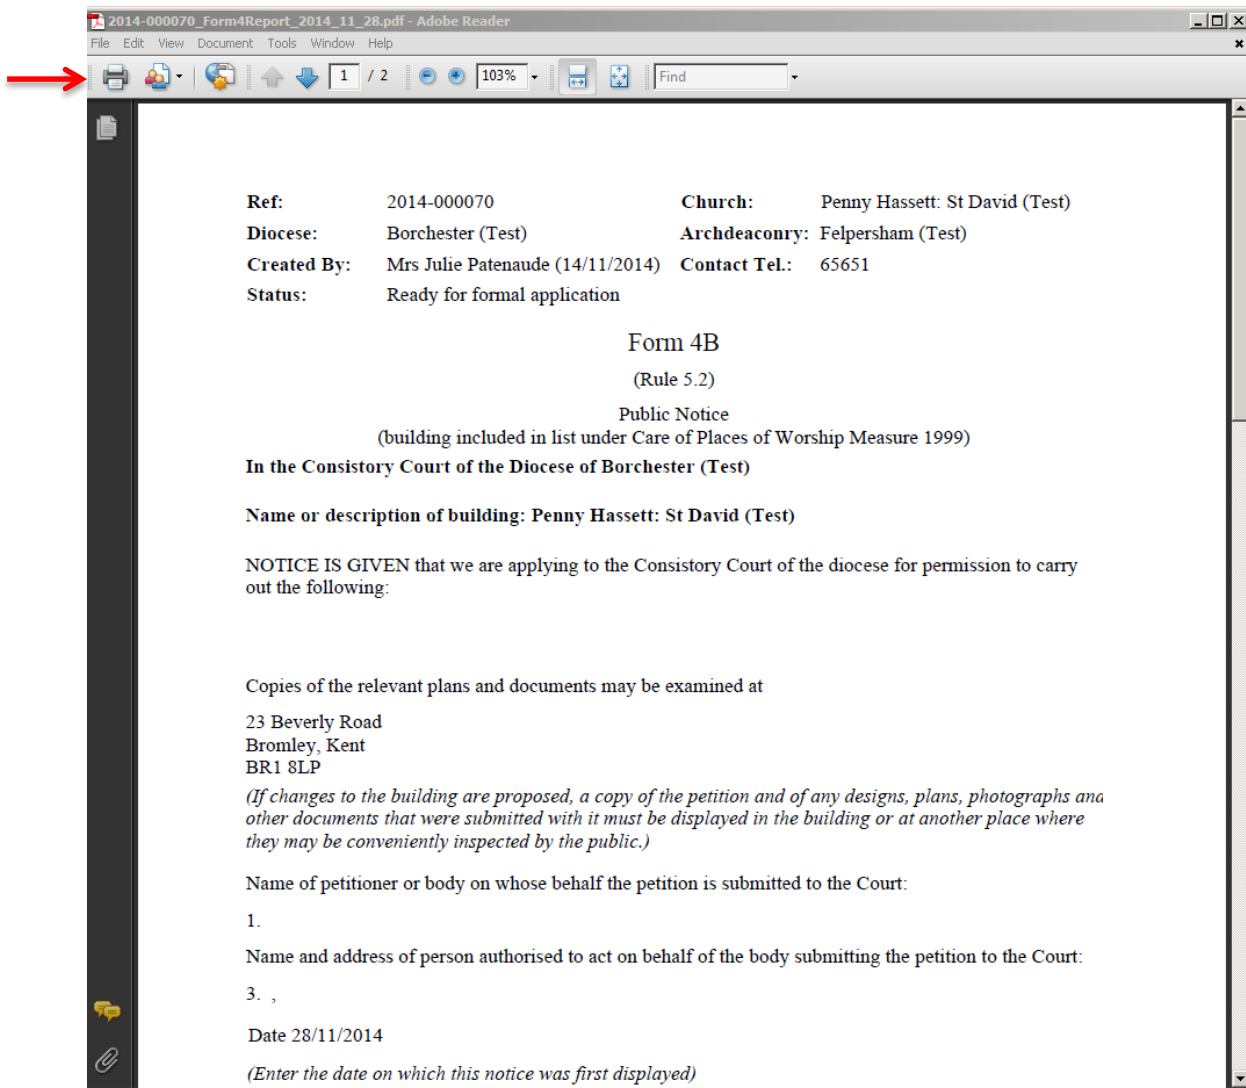 2014-000070_Form4Report_2014_11_28.pdf - Adobe Reader
File Edit View Document Tools Window Help
1 / 2 103% Find
Ref: 2014-000070 Church: Penny Hassett: St David (Test)
Diocese: Borchester (Test) Archdeaconry: Felpersham (Test)
Created By: Mrs Julie Patenaude (14/11/2014) Contact Tel.: 65651
Status: Ready for formal application
Form 4B
(Rule 5.2)
Public Notice
(building included in list under Care of Places of Worship Measure 1999)
In the Consistory Court of the Diocese of Borchester (Test)
Name or description of building: Penny Hassett: St David (Test)
NOTICE IS GIVEN that we are applying to the Consistory Court of the diocese for permission to carry
out the following:
Copies of the relevant plans and documents may be examined at
23 Beverly Road
Bromley, Kent
BR1 8LP
(If changes to the building are proposed, a copy of the petition and of any designs, plans, photographs and
other documents that were submitted with it must be displayed in the building or at another place where
they may be conveniently inspected by the public.)
Name of petitioner or body on whose behalf the petition is submitted to the Court:
1.
Name and address of person authorised to act on behalf of the body submitting the petition to the Court:
3. ,
Date 28/11/2014
(Enter the date on which this notice was first displayed)